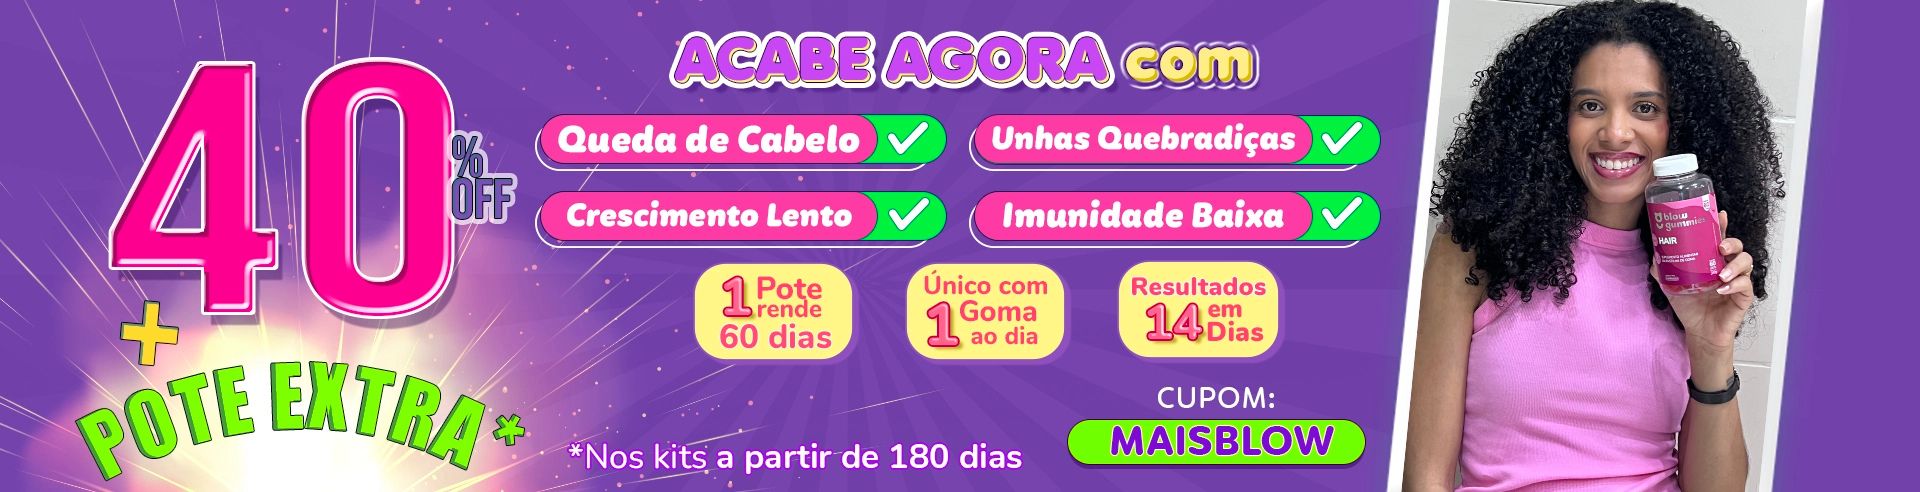 40
% OFF
+
POTE EXTRA*
ACABE AGORA com
Queda de Cabelo
Unhas Quebradiças
Crescimento Lento
Imunidade Baixa
1 Pote
rende
60 dias
Único com
1 Goma
ao dia
Resultados
14 em
Dias
*Nos kits a partir de 180 dias
CUPOM:
MAISBLOW
blow
gummies
HAIR